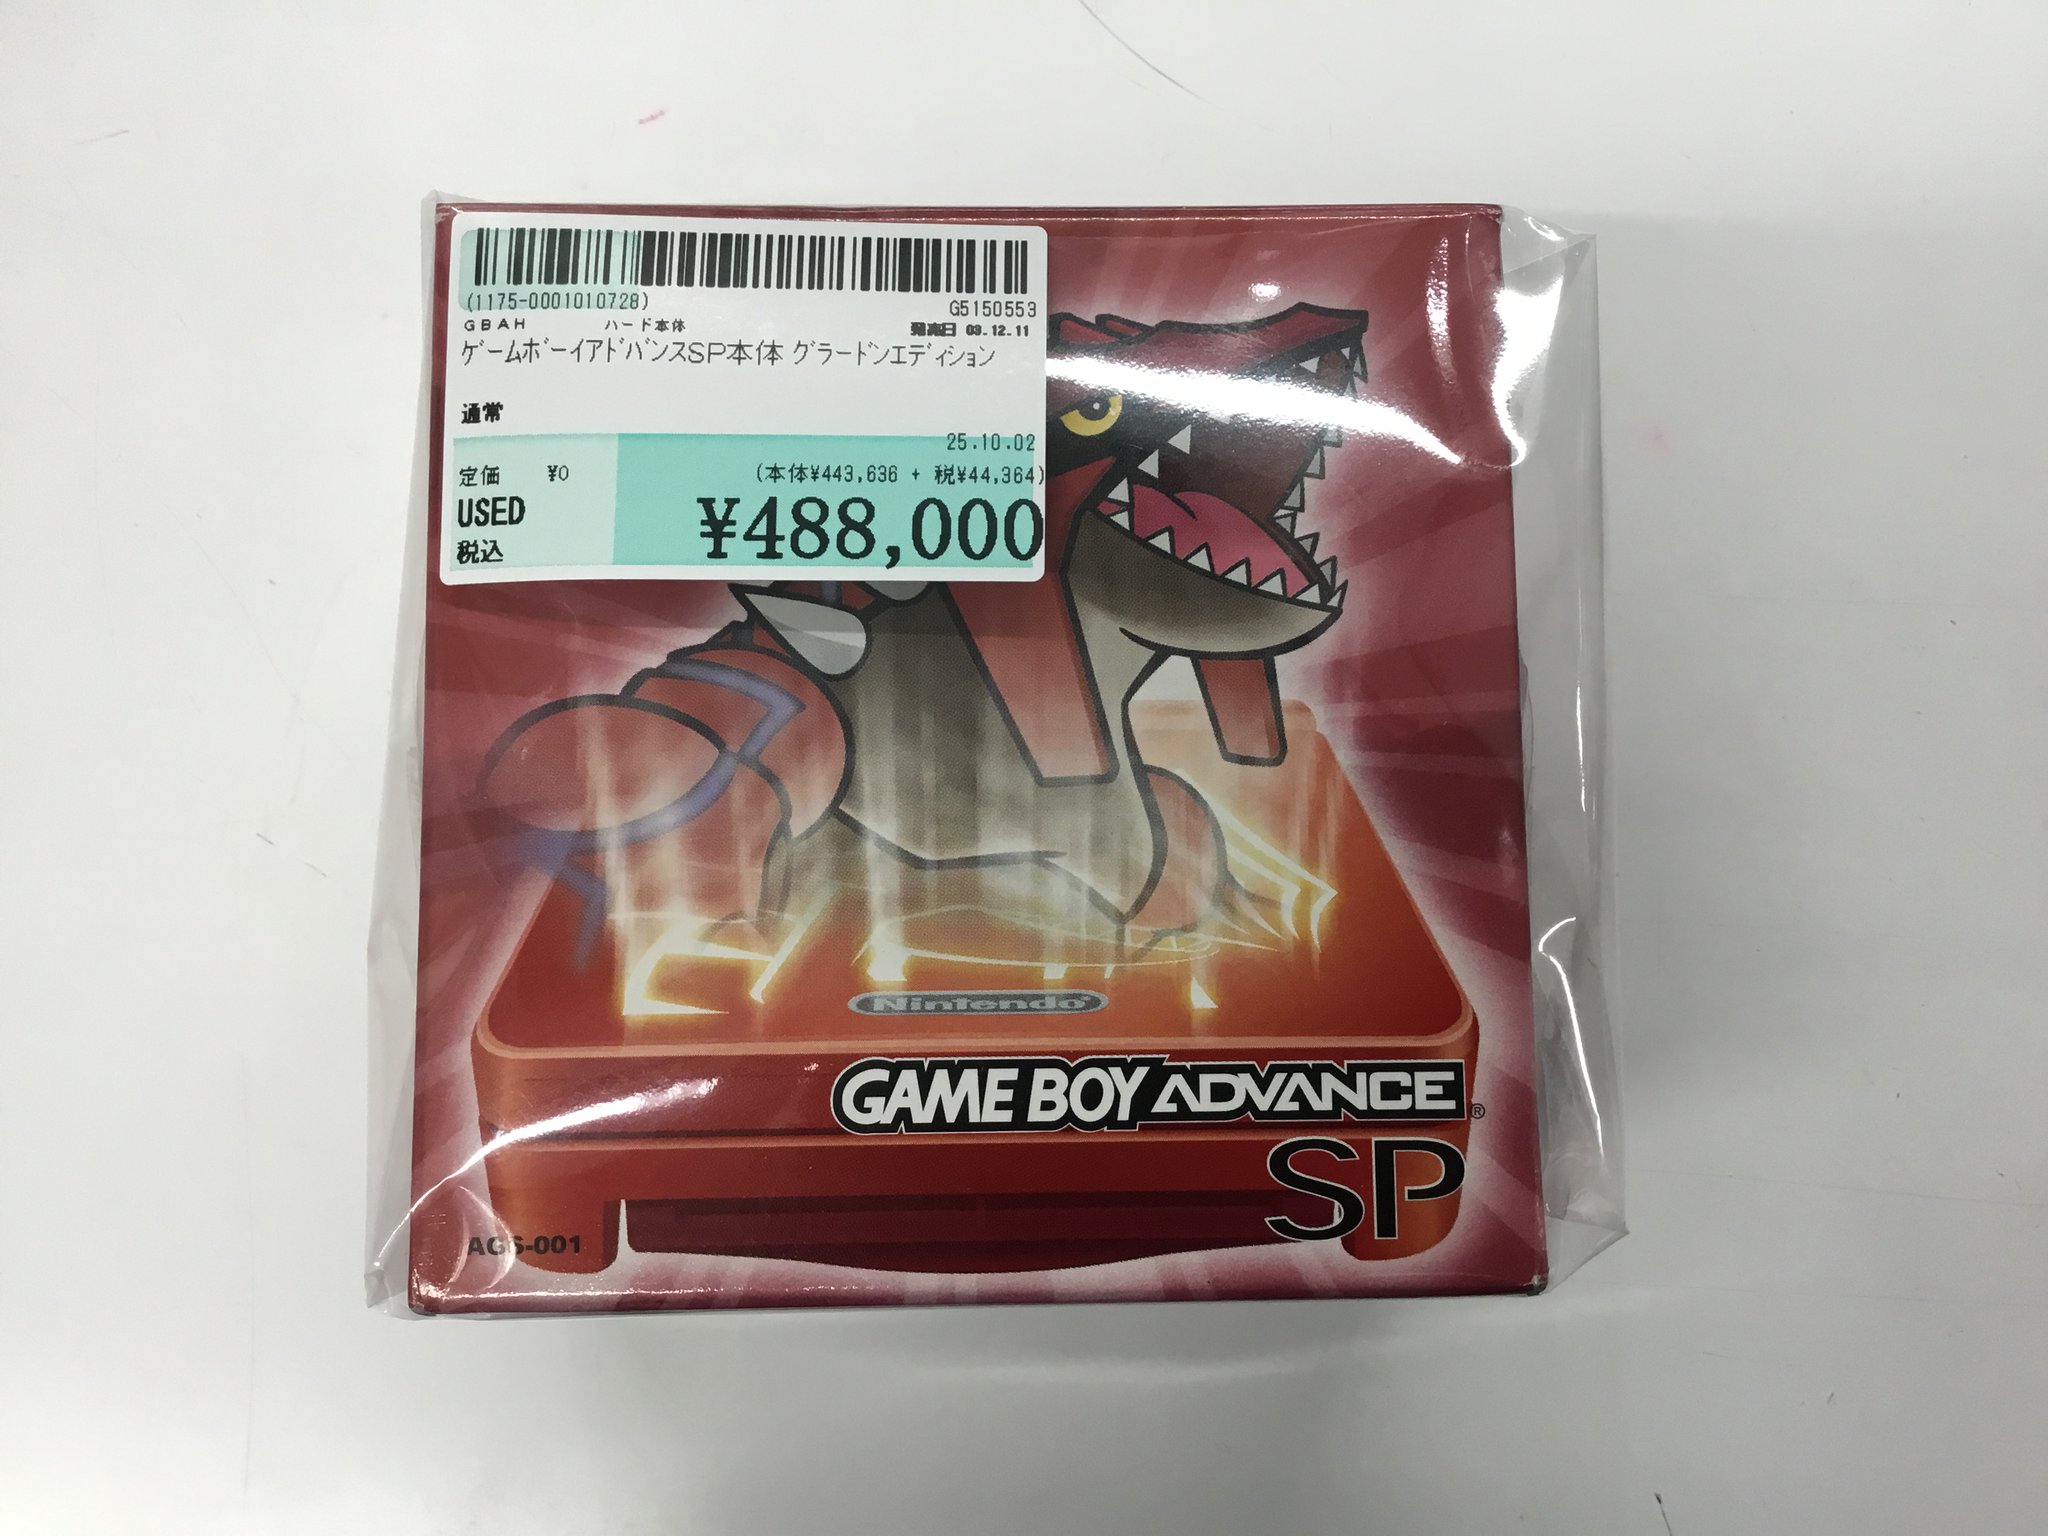 (1175-0001010728) G5150553
GBAH ハード本体 発売日 03.12.11
ｹﾞｰﾑﾎﾞｰｲｱﾄﾞﾊﾞﾝｽSP本体 ｸﾞﾗｰﾄﾞﾝｴﾃﾞｨｼｮﾝ
通常
25.10.02
定価 ¥0 (本体¥443,636 + 税¥44,364)
USED
税込 ¥488,000
Nintendo®
GAME BOY ADVANCE®
SP
AGS-001